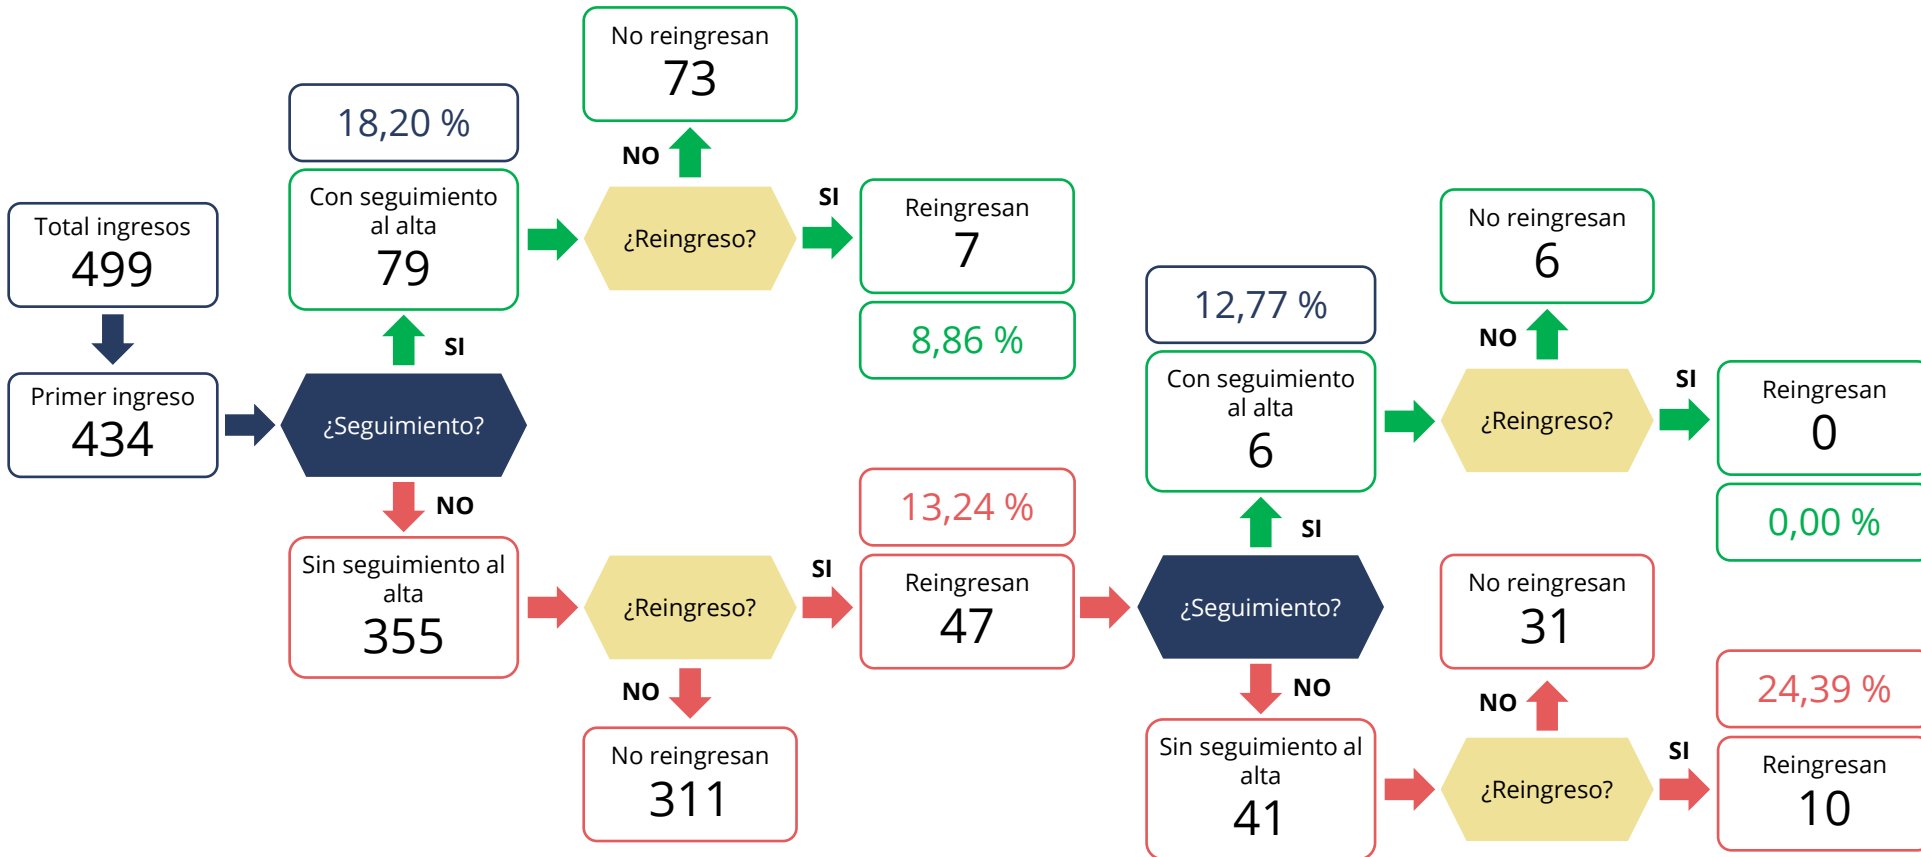 Total ingresos
499
Primer ingreso
434
¿Seguimiento?
SI
18,20 %
Con seguimiento
al alta
79
¿Reingreso?
NO
No reingresan
73
SI
Reingresan
7
8,86 %
NO
Sin seguimiento al
alta
355
¿Reingreso?
NO
No reingresan
311
SI
13,24 %
Reingresan
47
¿Seguimiento?
SI
12,77 %
Con seguimiento
al alta
6
¿Reingreso?
NO
No reingresan
6
SI
Reingresan
0
0,00 %
NO
Sin seguimiento al
alta
41
¿Reingreso?
NO
No reingresan
31
SI
24,39 %
Reingresan
10